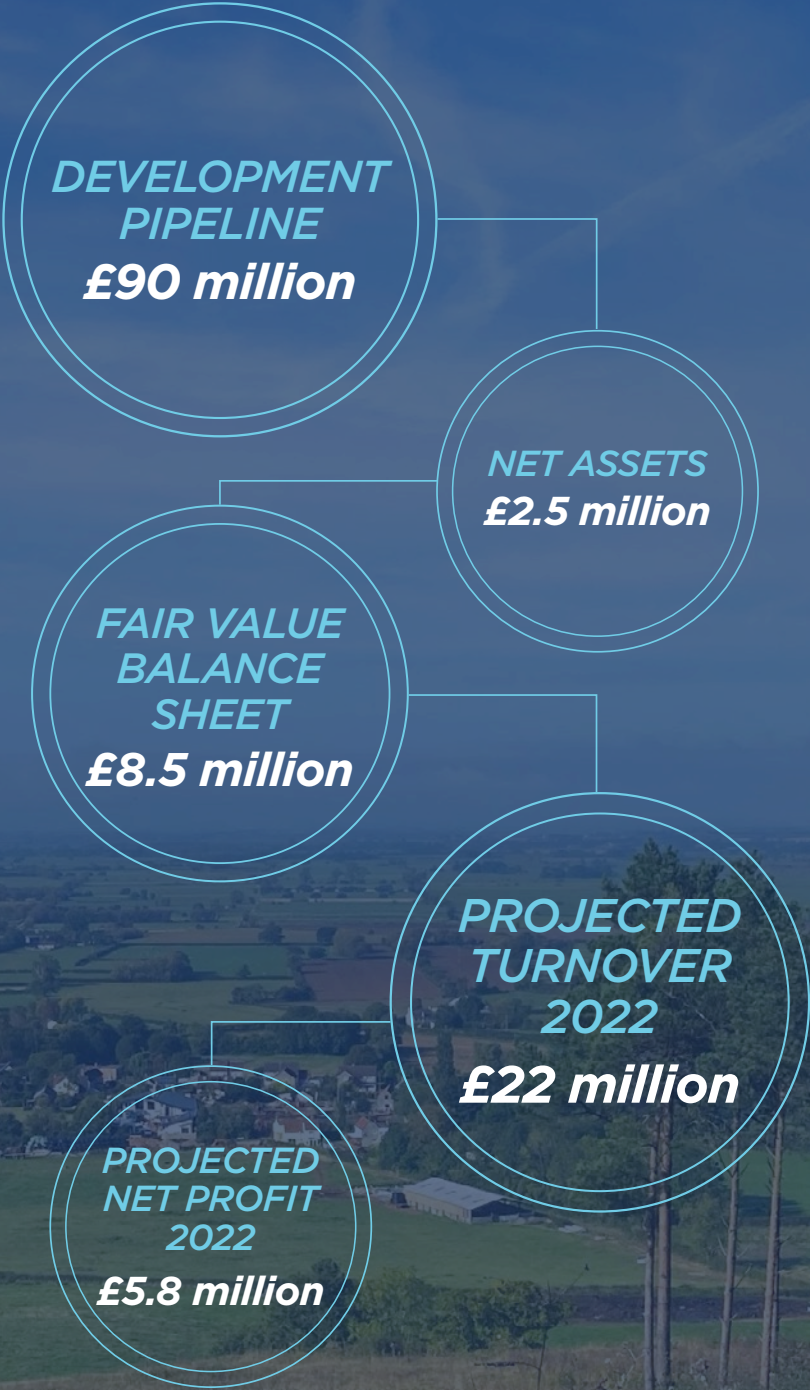 DEVELOPMENT
PIPELINE
£90 million
NET ASSETS
£2.5 million
FAIR VALUE
BALANCE
SHEET
£8.5 million
PROJECTED
TURNOVER
2022
£22 million
PROJECTED
NET PROFIT
2022
£5.8 million